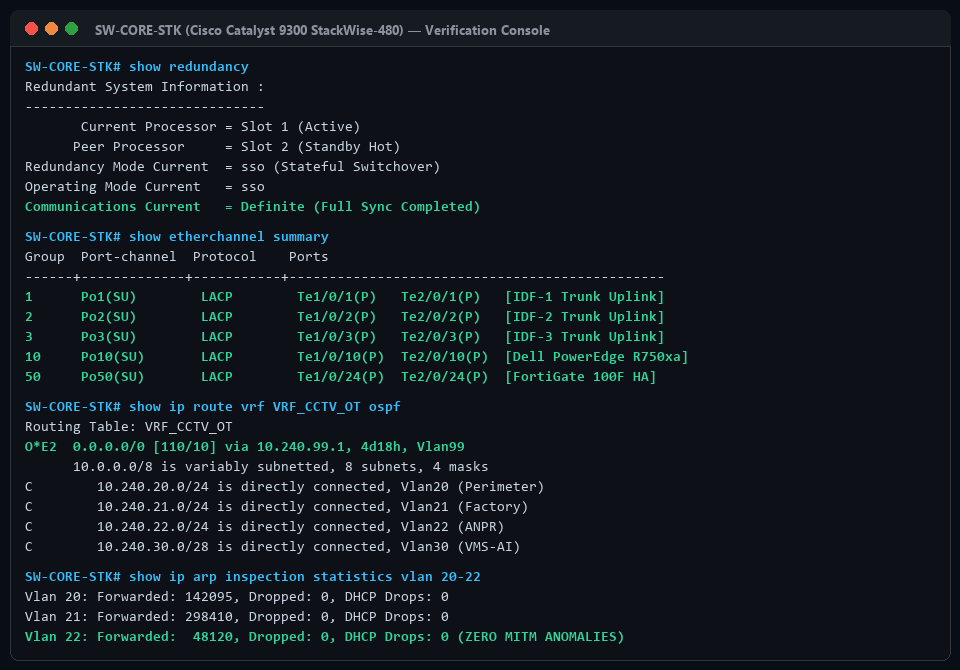 SW-CORE-STK (Cisco Catalyst 9300 StackWise-480) — Verification Console
SW-CORE-STK# show redundancy
Redundant System Information :
------------------------------
       Current Processor = Slot 1 (Active)
      Peer Processor     = Slot 2 (Standby Hot)
Redundancy Mode Current  = sso (Stateful Switchover)
Operating Mode Current   = sso
Communications Current   = Definite (Full Sync Completed)
SW-CORE-STK# show etherchannel summary
Group  Port-channel  Protocol    Ports
------+-------------+-----------+-----------------------------------------------
1      Po1(SU)        LACP        Te1/0/1(P)   Te2/0/1(P)   [IDF-1 Trunk Uplink]
2      Po2(SU)        LACP        Te1/0/2(P)   Te2/0/2(P)   [IDF-2 Trunk Uplink]
3      Po3(SU)        LACP        Te1/0/3(P)   Te2/0/3(P)   [IDF-3 Trunk Uplink]
10     Po10(SU)       LACP        Te1/0/10(P)  Te2/0/10(P)  [Dell PowerEdge R750xa]
50     Po50(SU)       LACP        Te1/0/24(P)  Te2/0/24(P)  [FortiGate 100F HA]
SW-CORE-STK# show ip route vrf VRF_CCTV_OT ospf
Routing Table: VRF_CCTV_OT
O*E2  0.0.0.0/0 [110/10] via 10.240.99.1, 4d18h, Vlan99
      10.0.0.0/8 is variably subnetted, 8 subnets, 4 masks
C        10.240.20.0/24 is directly connected, Vlan20 (Perimeter)
C        10.240.21.0/24 is directly connected, Vlan21 (Factory)
C        10.240.22.0/24 is directly connected, Vlan22 (ANPR)
C        10.240.30.0/28 is directly connected, Vlan30 (VMS-AI)
SW-CORE-STK# show ip arp inspection statistics vlan 20-22
Vlan 20: Forwarded: 142095, Dropped: 0, DHCP Drops: 0
Vlan 21: Forwarded: 298410, Dropped: 0, DHCP Drops: 0
Vlan 22: Forwarded:  48120, Dropped: 0, DHCP Drops: 0 (ZERO MITM ANOMALIES)